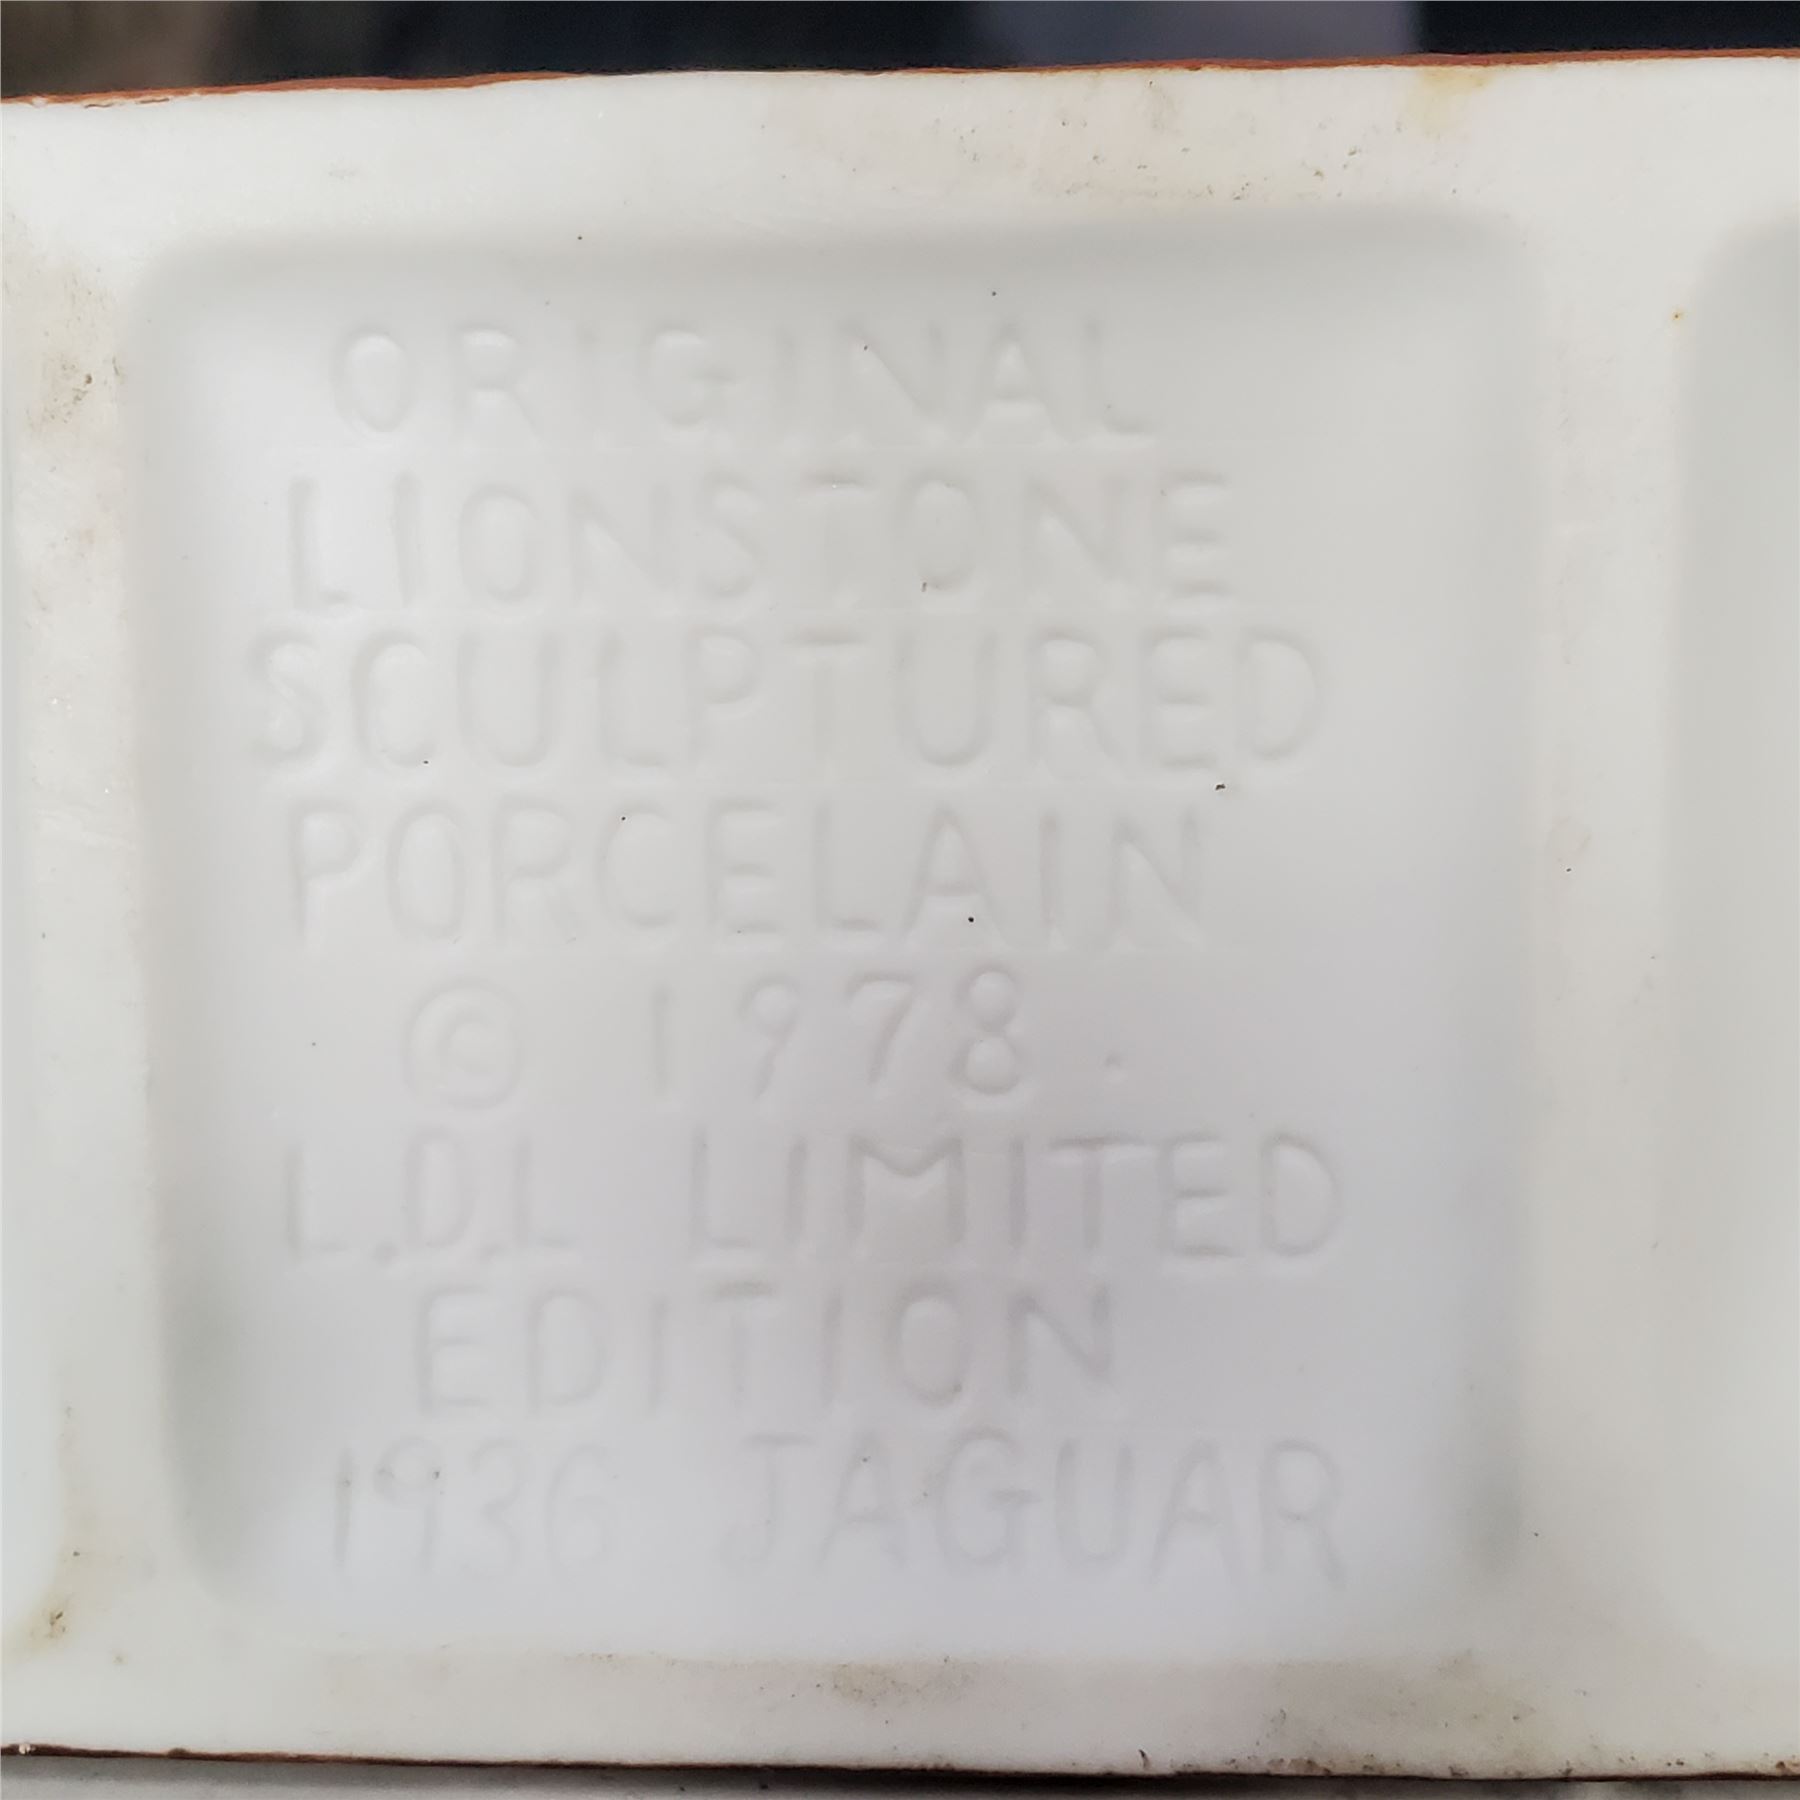 ORIGINAL
LIONSTONE
SCULPTURED
PORCELAIN
© 1978.
L.D.L LIMITED
EDITION
1936 JAGUAR